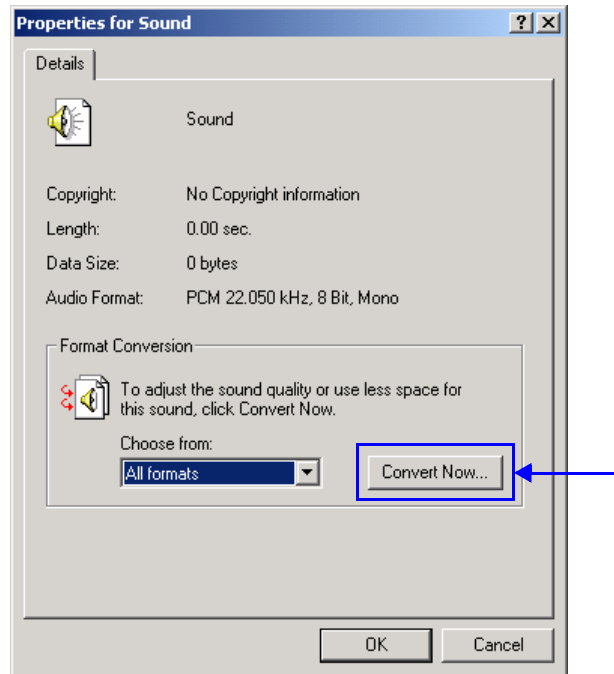 Properties for Sound
Details
Sound
Copyright: No Copyright information
Length: 0.00 sec.
Data Size: 0 bytes
Audio Format: PCM 22.050 kHz, 8 Bit, Mono
Format Conversion
To adjust the sound quality or use less space for
this sound, click Convert Now.
Choose from:
All formats Convert Now...
OK Cancel